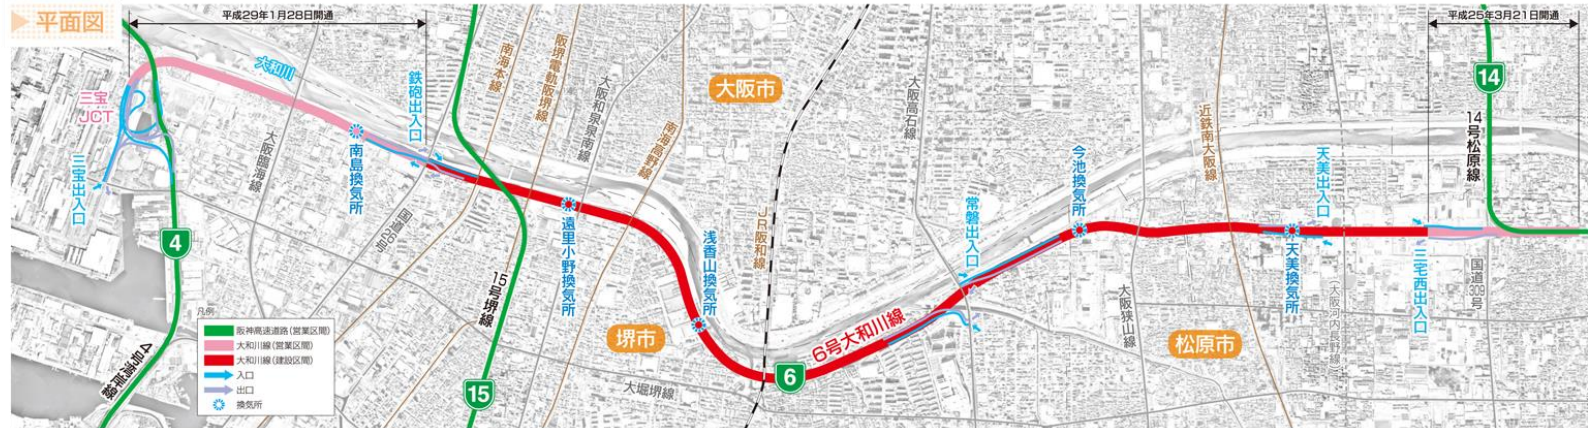 平面図
平成29年1月28日開通
平成25年3月21日開通
三宝
JCT
三宝出入口
4
4号湾岸線
大和川
大阪臨海線
南島換気所
国道26号
鉄砲出入口
15号堺線
15
南海本線
阪堺電軌阪堺線
遠里小野換気所
大阪和泉泉南線
南海高野線
浅香山換気所
堺市
大堀堺線
大阪市
JR阪和線
6
6号大和川線
大阪高石線
常磐出入口
今池換気所
大阪狭山線
近鉄南大阪線
松原市
天美換気所
天美出入口
大阪河内長野線
三宅西出入口
国道309号
14号松原線
14
凡例
阪神高速道路(営業区間)
大和川線(営業区間)
大和川線(建設区間)
入口
出口
換気所